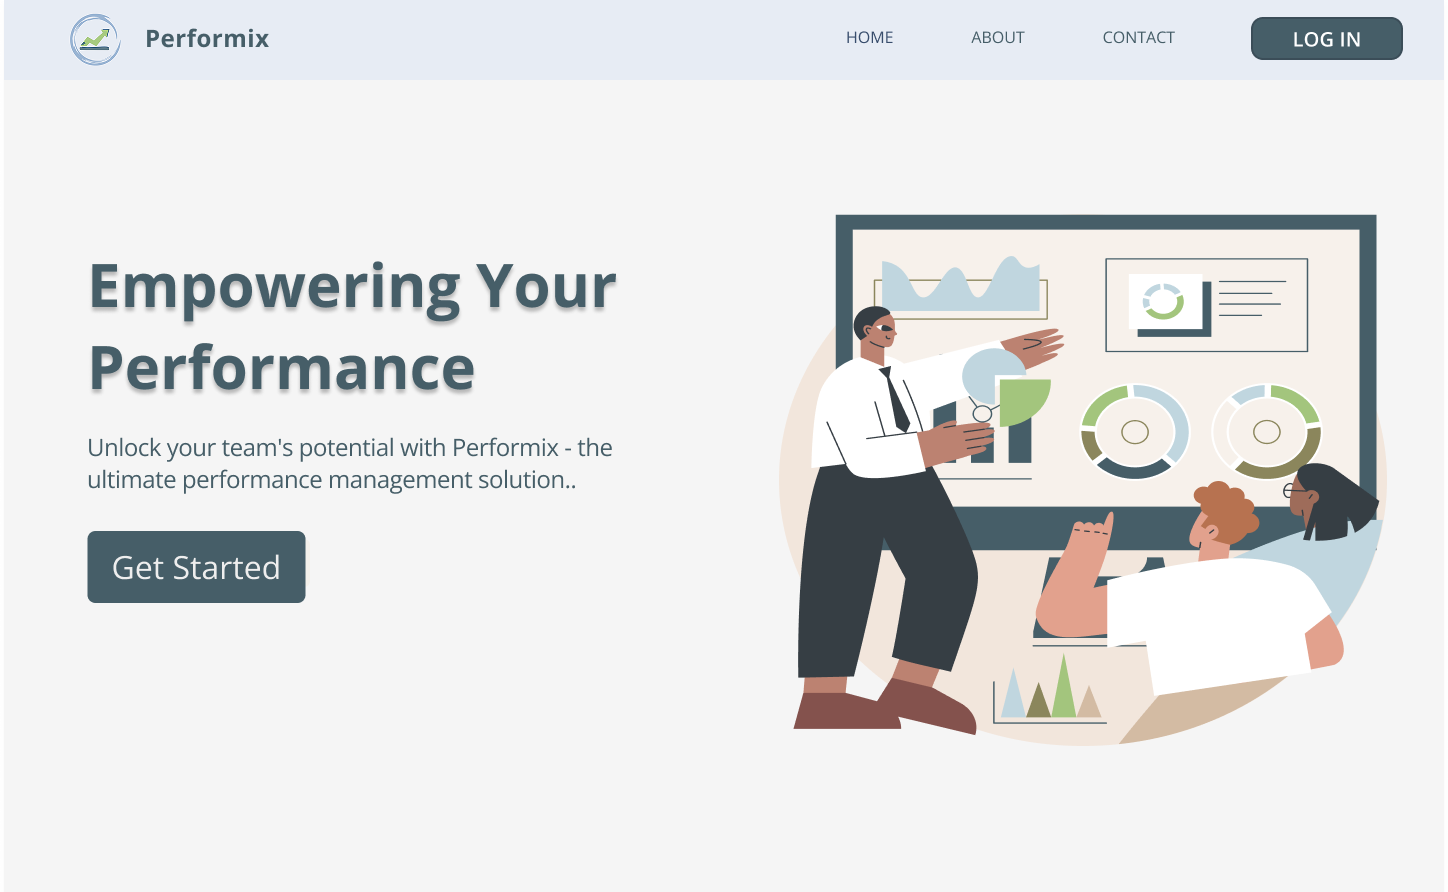 Performix
HOME
ABOUT
CONTACT
LOG IN
Empowering Your
Performance
Unlock your team's potential with Performix - the
ultimate performance management solution..
Get Started